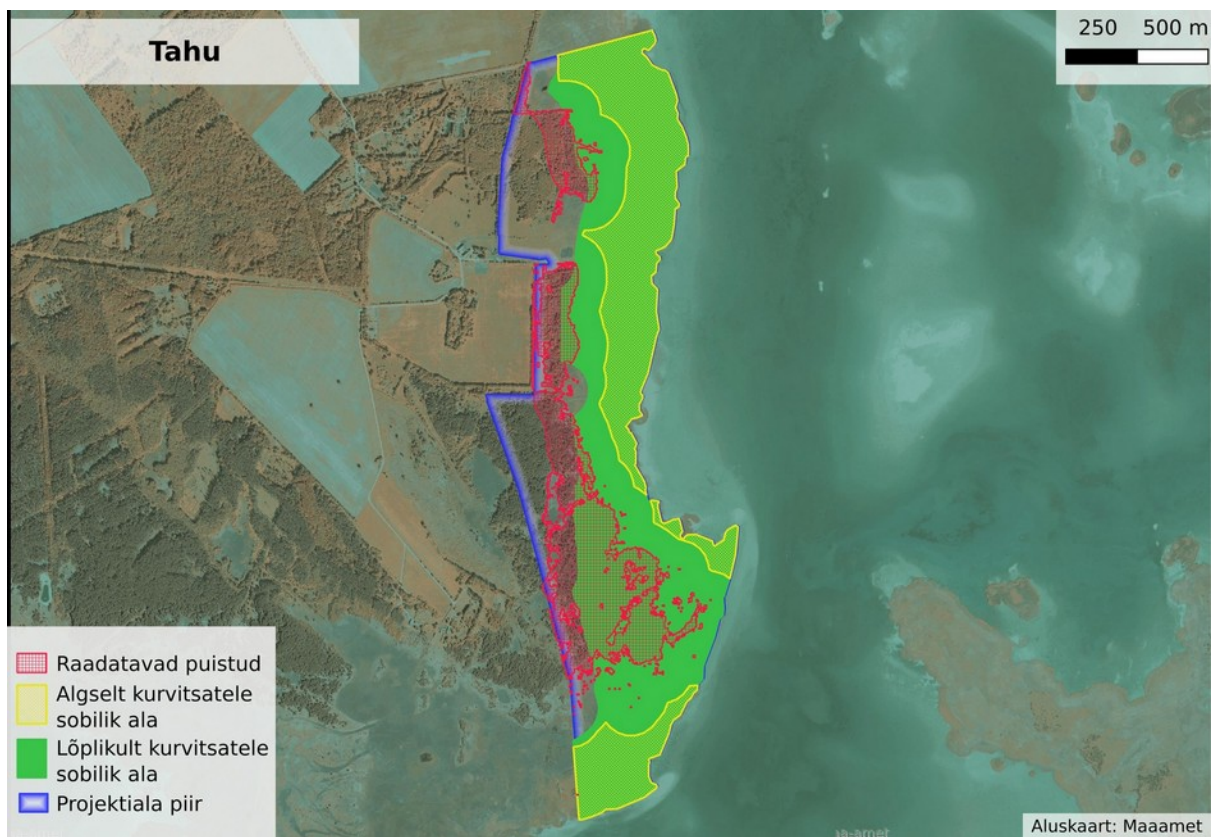 Tahu
250 500 m
Raadatavad puistud
Algselt kurvitsatele
sobilik ala
Lõplikult kurvitsatele
sobilik ala
Projektiala piir
Aluskaart: Maaamet